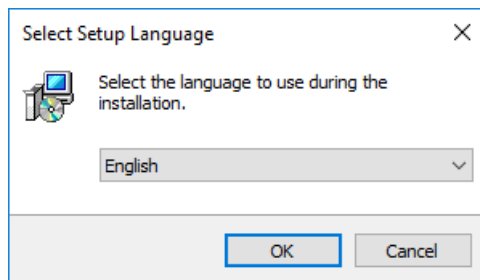 Select Setup Language
Select the language to use during the
installation.
English
OK
Cancel